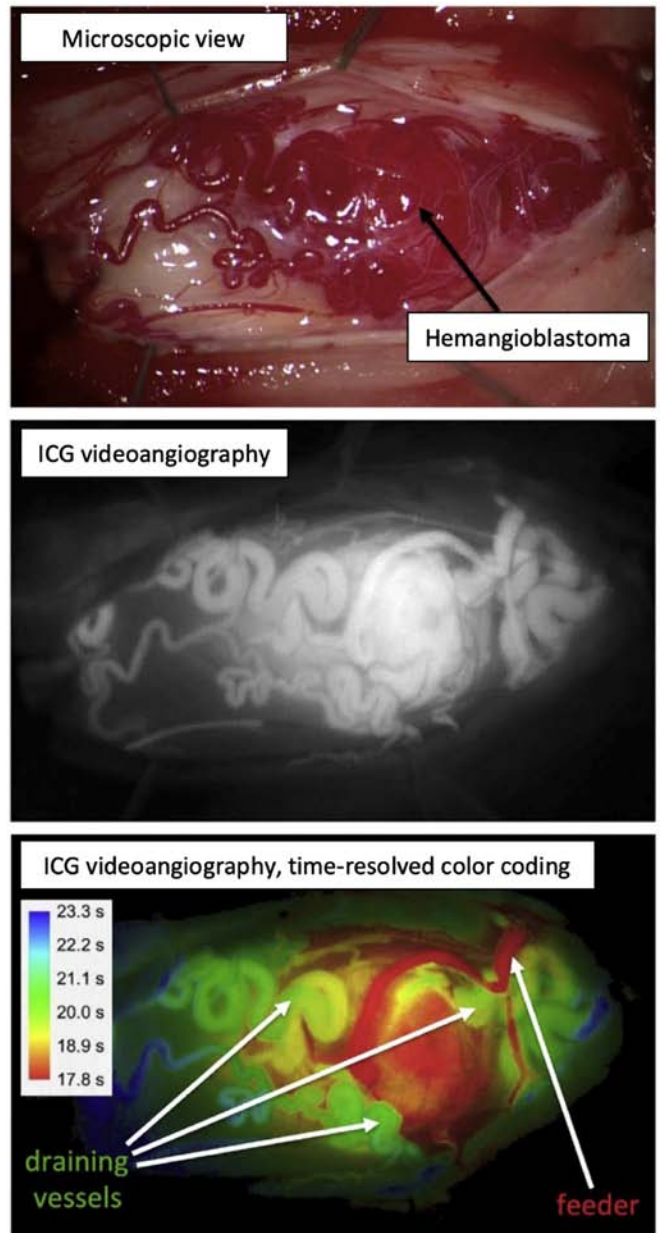 Microscopic view
Hemangioblastoma
ICG videoangiography
ICG videoangiography, time-resolved color coding
23.3 s
22.2 s
21.1 s
20.0 s
18.9 s
17.8 s
draining
vessels
feeder